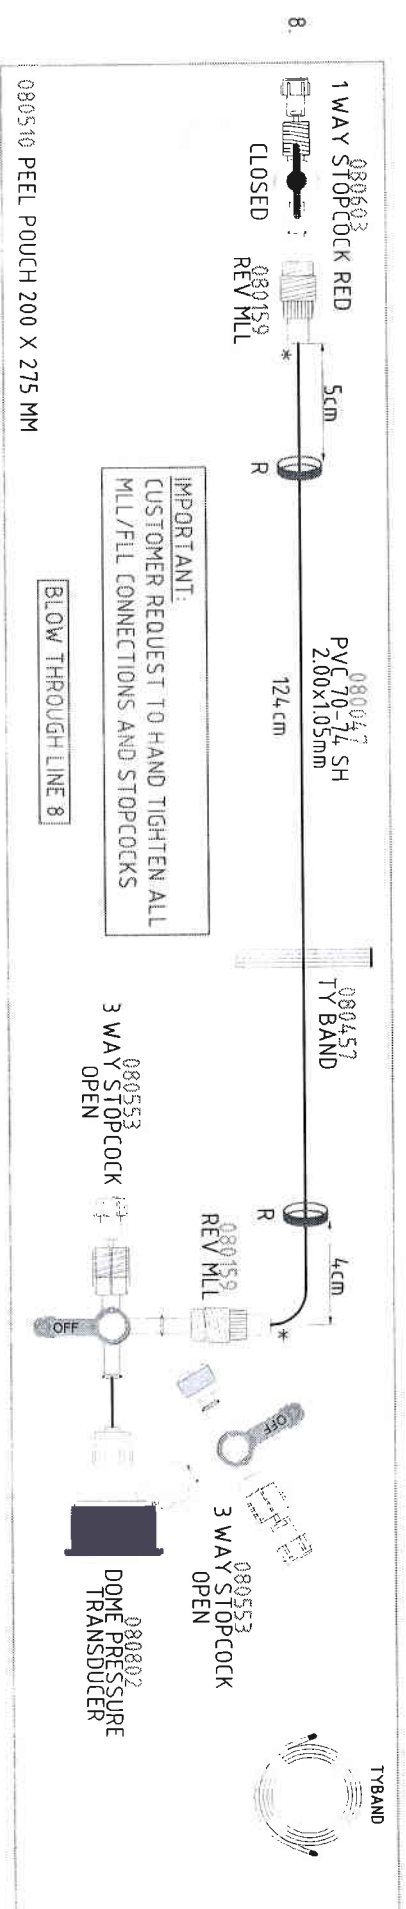 8.
080603
1 WAY STOPCOCK RED
CLOSED
080159
REV MLL
*
5cm
R
080047
PVC 70-74 SH
2.00x1.05mm
124cm
080457
TY BAND
R
4cm
*
080159
REV MLL
080553
3 WAY STOPCOCK
OPEN
OFF
OFF
080553
3 WAY STOPCOCK
OPEN
080802
DOME PRESSURE
TRANSDUCER
TYBAND
IMPORTANT:
CUSTOMER REQUEST TO HAND TIGHTEN ALL
MLL/FLL CONNECTIONS AND STOPCOCKS
BLOW THROUGH LINE 8
080510 PEEL POUCH 200 X 275 MM